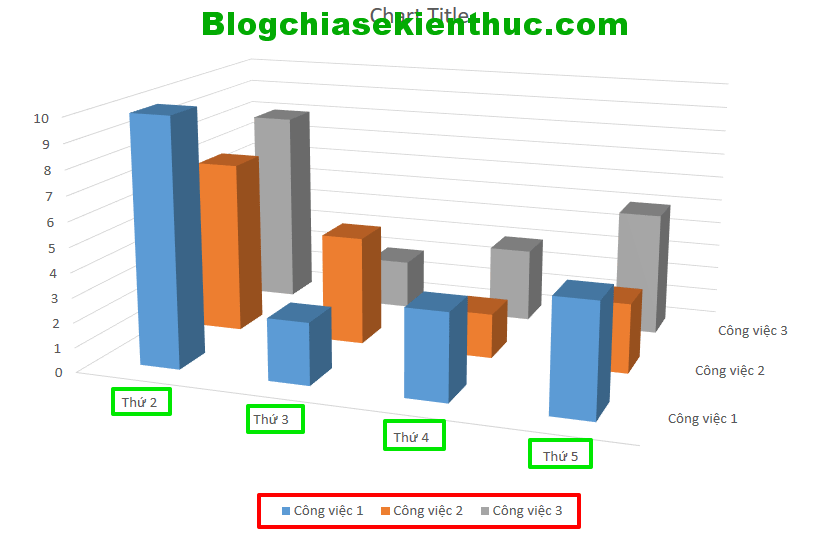 Chart Title
Blogchiasekienthuc.com
10
9
8
7
6
5
4
3
2
1
0
Công việc 3
Công việc 2
Công việc 1
Thứ 2
Thứ 3
Thứ 4
Thứ 5
Công việc 1 Công việc 2 Công việc 3